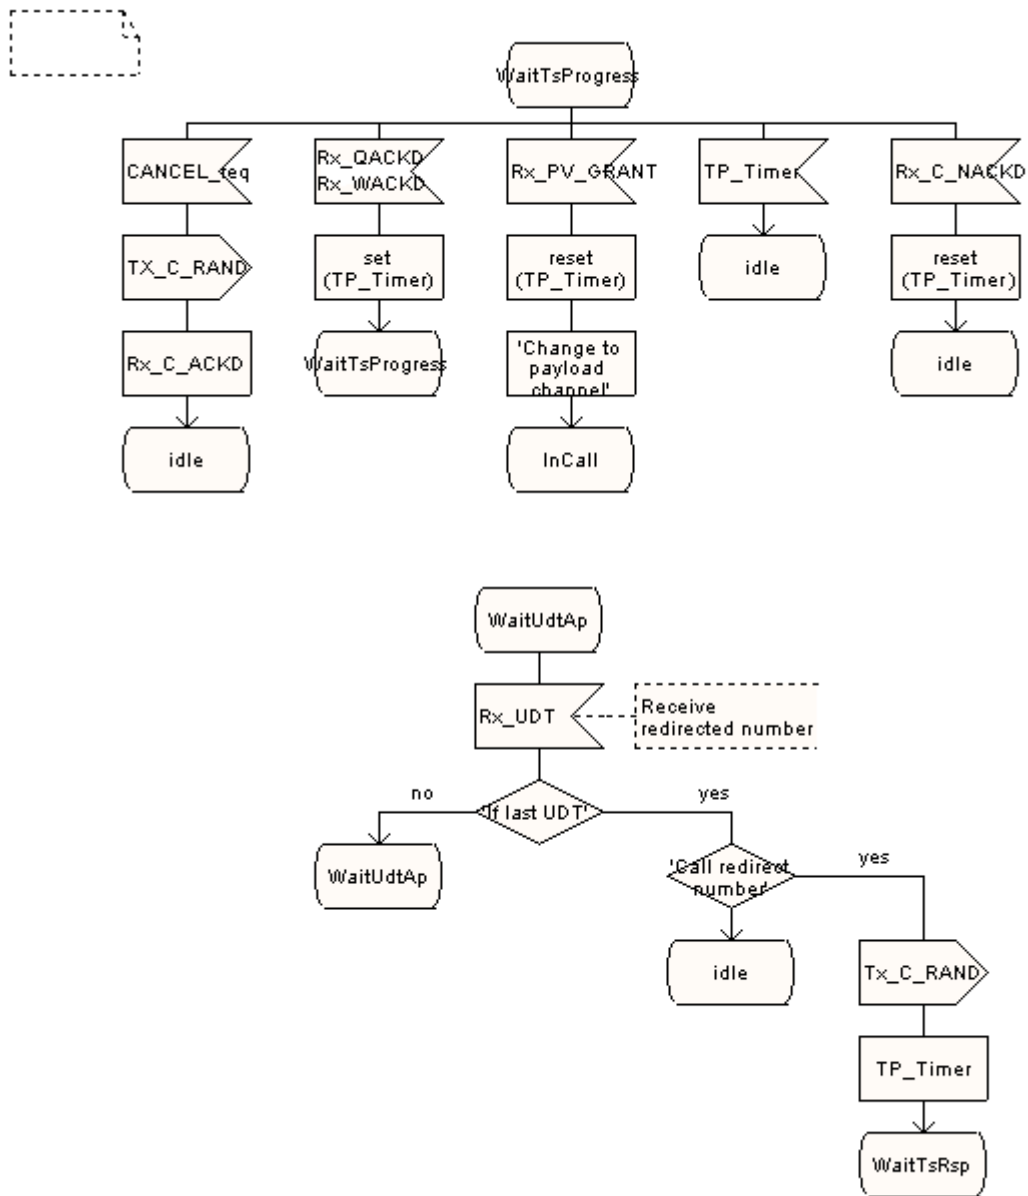 WaitTsProgress
CANCEL_req
Rx_QACKD
Rx_WACKD
Rx_PV_GRANT
TP_Timer
Rx_C_NACKD
TX_C_RAND
set
(TP_Timer)
reset
(TP_Timer)
idle
reset
(TP_Timer)
Rx_C_ACKD
WaitTsProgress
'Change to
payload
channel'
idle
idle
InCall
WaitUdtAp
Rx_UDT
Receive
redirected number
no
'If last UDT'
yes
WaitUdtAp
'Call redirect
number'
yes
idle
Tx_C_RAND
TP_Timer
WaitTsRsp